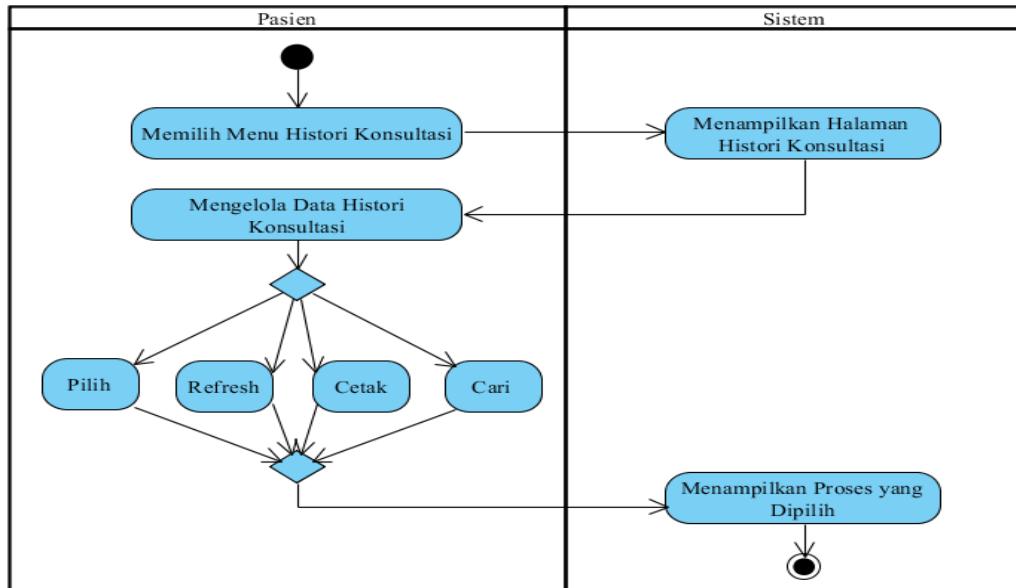 Pasien
Sistem
Memilih Menu Histori Konsultasi
Menampilkan Halaman
Histori Konsultasi
Mengelola Data Histori
Konsultasi
Pilih
Refresh
Cetak
Cari
Menampilkan Proses yang
Dipilih